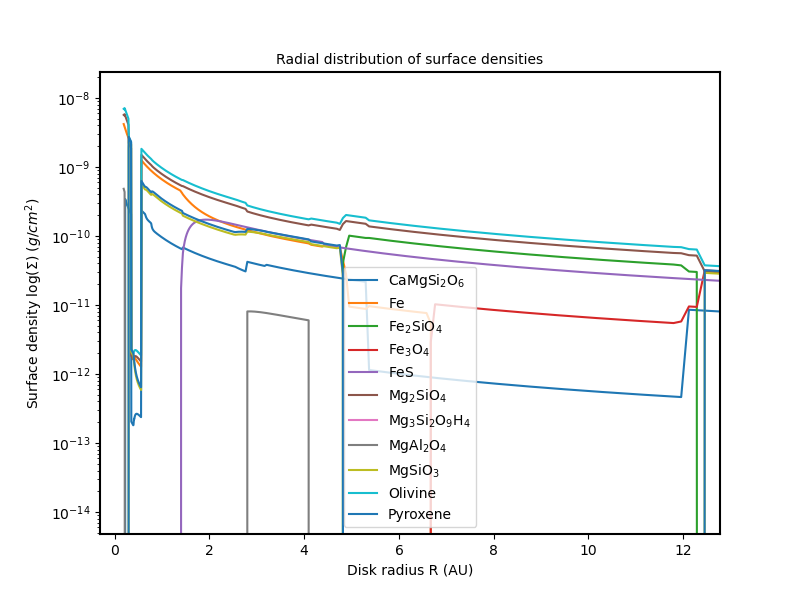 Radial distribution of surface densities
Surface density log(Σ) (g/cm²)
10⁻⁸
10⁻⁹
10⁻¹⁰
10⁻¹¹
10⁻¹²
10⁻¹³
10⁻¹⁴
CaMgSi₂O₆
Fe
Fe₂SiO₄
Fe₃O₄
FeS
Mg₂SiO₄
Mg₃Si₂O₉H₄
MgAl₂O₄
MgSiO₃
Olivine
Pyroxene
0 2 4 6 8 10 12
Disk radius R (AU)